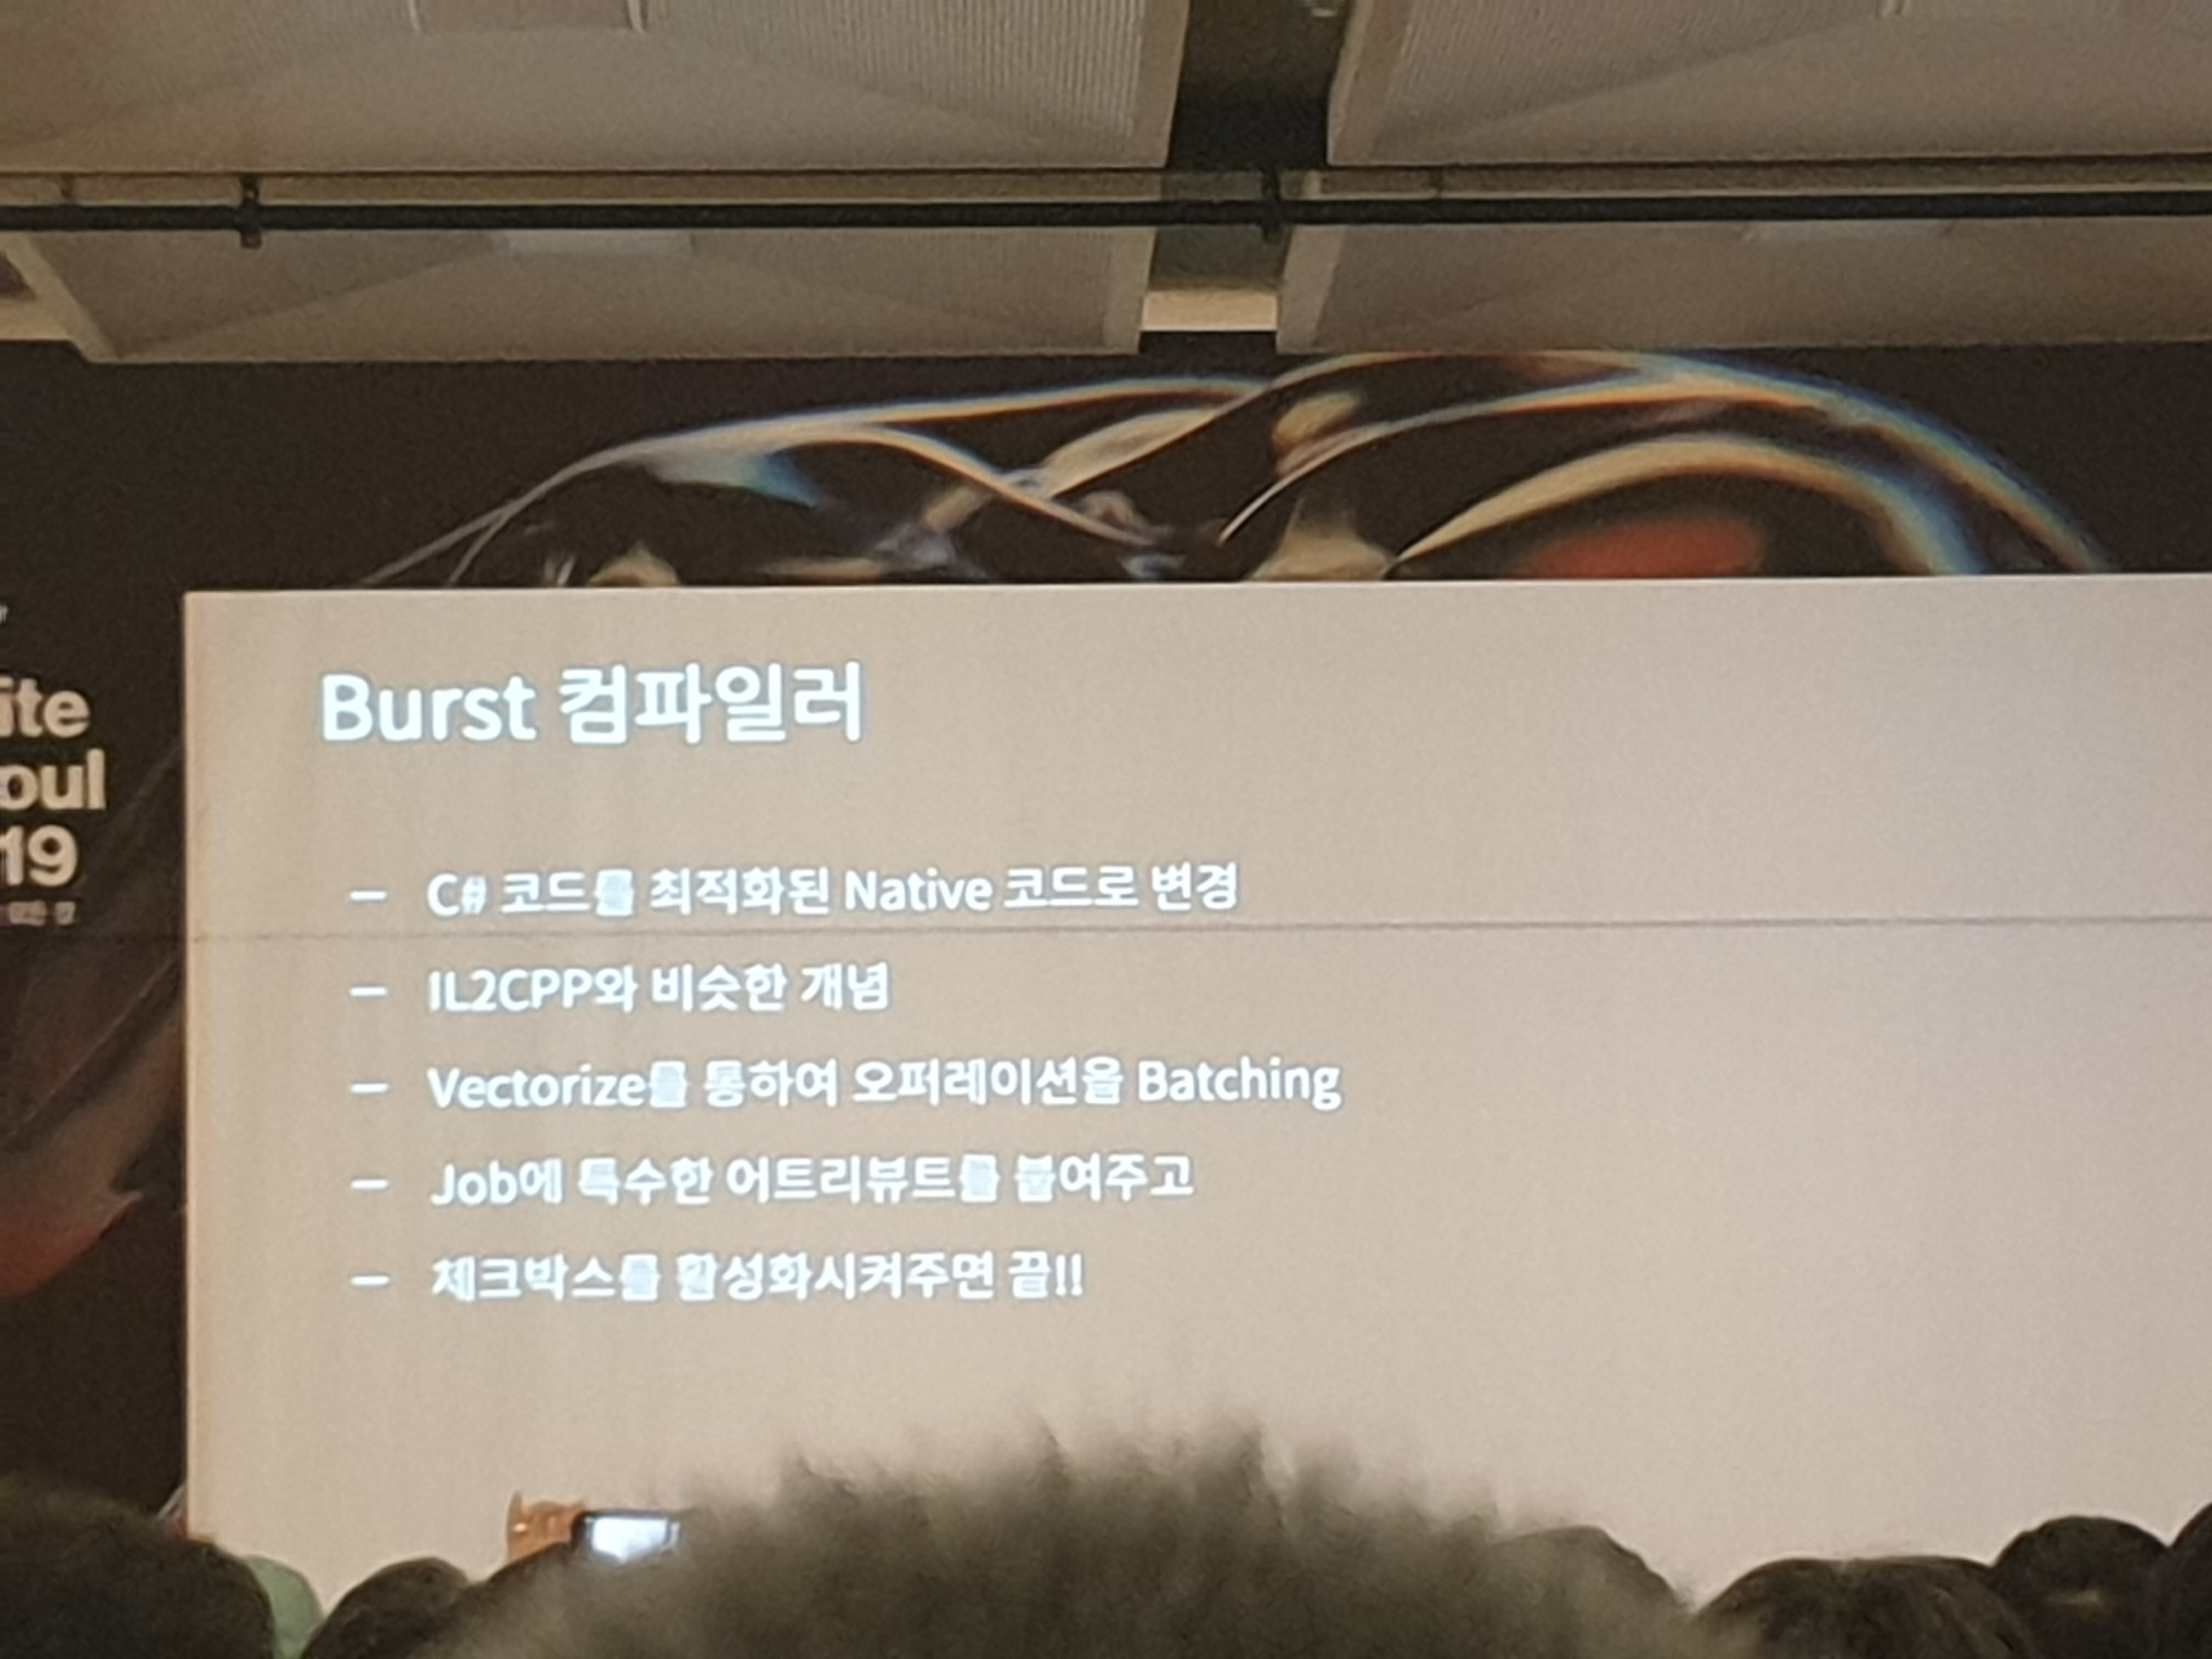 ite
oul
19
Burst 컴파일러
– C# 코드를 최적화된 Native 코드로 변경
– IL2CPP와 비슷한 개념
– Vectorize를 통하여 오퍼레이션을 Batching
– Job에 특수한 어트리뷰트를 붙여주고
– 체크박스를 활성화시켜주면 끝!!